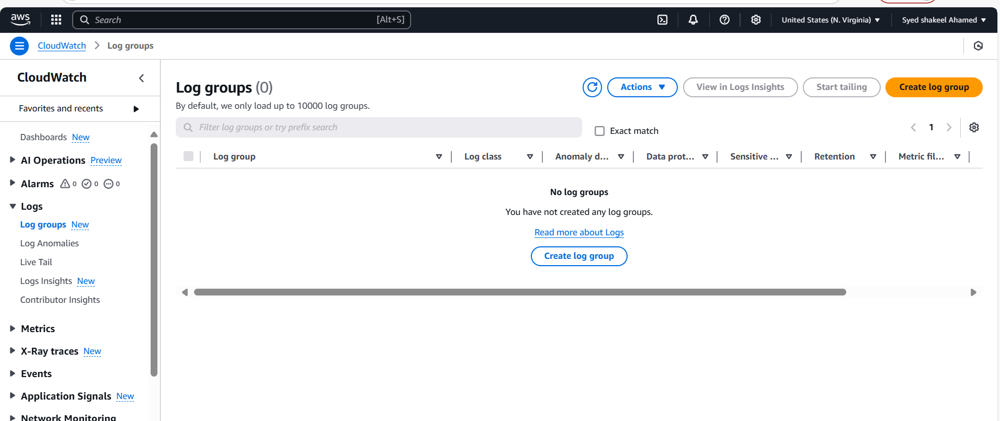 aws
Search [Alt+S]
United States (N. Virginia)
Syed shakeel Ahamed
CloudWatch
Log groups
CloudWatch
Favorites and recents
Dashboards New
AI Operations Preview
Alarms 0 0 0
Logs
Log groups New
Log Anomalies
Live Tail
Logs Insights New
Contributor Insights
Metrics
X-Ray traces New
Events
Application Signals New
Network Monitoring
Log groups (0)
By default, we only load up to 10000 log groups.
Actions
View in Logs Insights
Start tailing
Create log group
Filter log groups or try prefix search
Exact match
1
Log group
Log class
Anomaly d...
Data prot...
Sensitive ...
Retention
Metric fil...
No log groups
You have not created any log groups.
Read more about Logs
Create log group